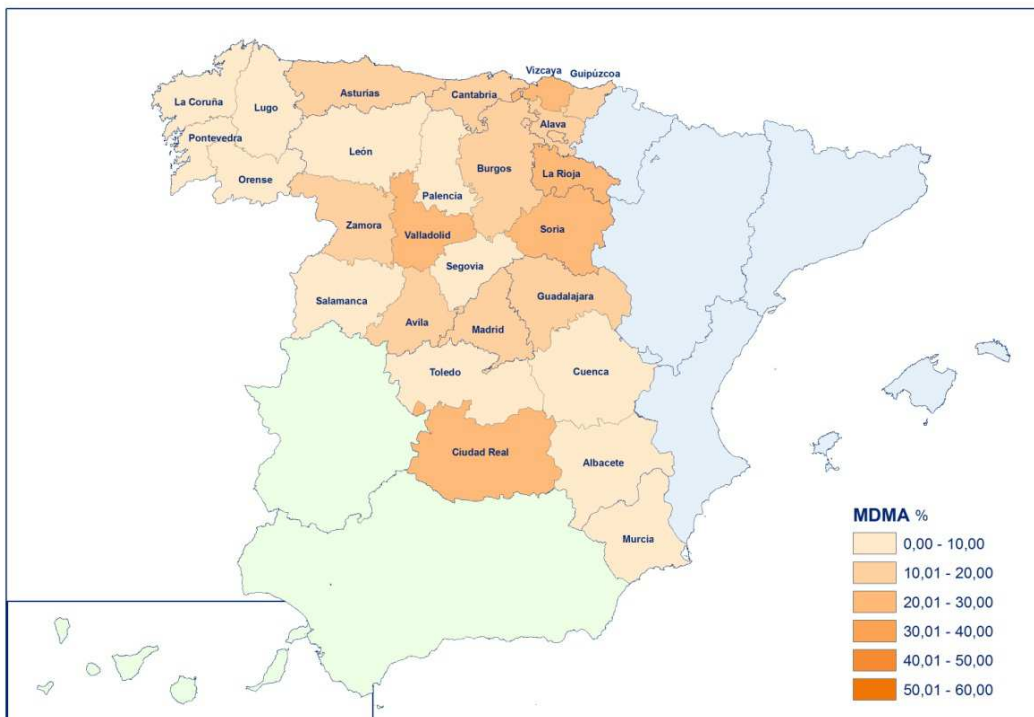 Vizcaya
Guipúzcoa
La Coruña
Lugo
Asturias
Cantabria
Alava
Pontevedra
León
Burgos
La Rioja
Orense
Palencia
Zamora
Valladolid
Soria
Segovia
Salamanca
Guadalajara
Avila
Madrid
Toledo
Cuenca
Ciudad Real
Albacete
Murcia
MDMA %
0,00 - 10,00
10,01 - 20,00
20,01 - 30,00
30,01 - 40,00
40,01 - 50,00
50,01 - 60,00